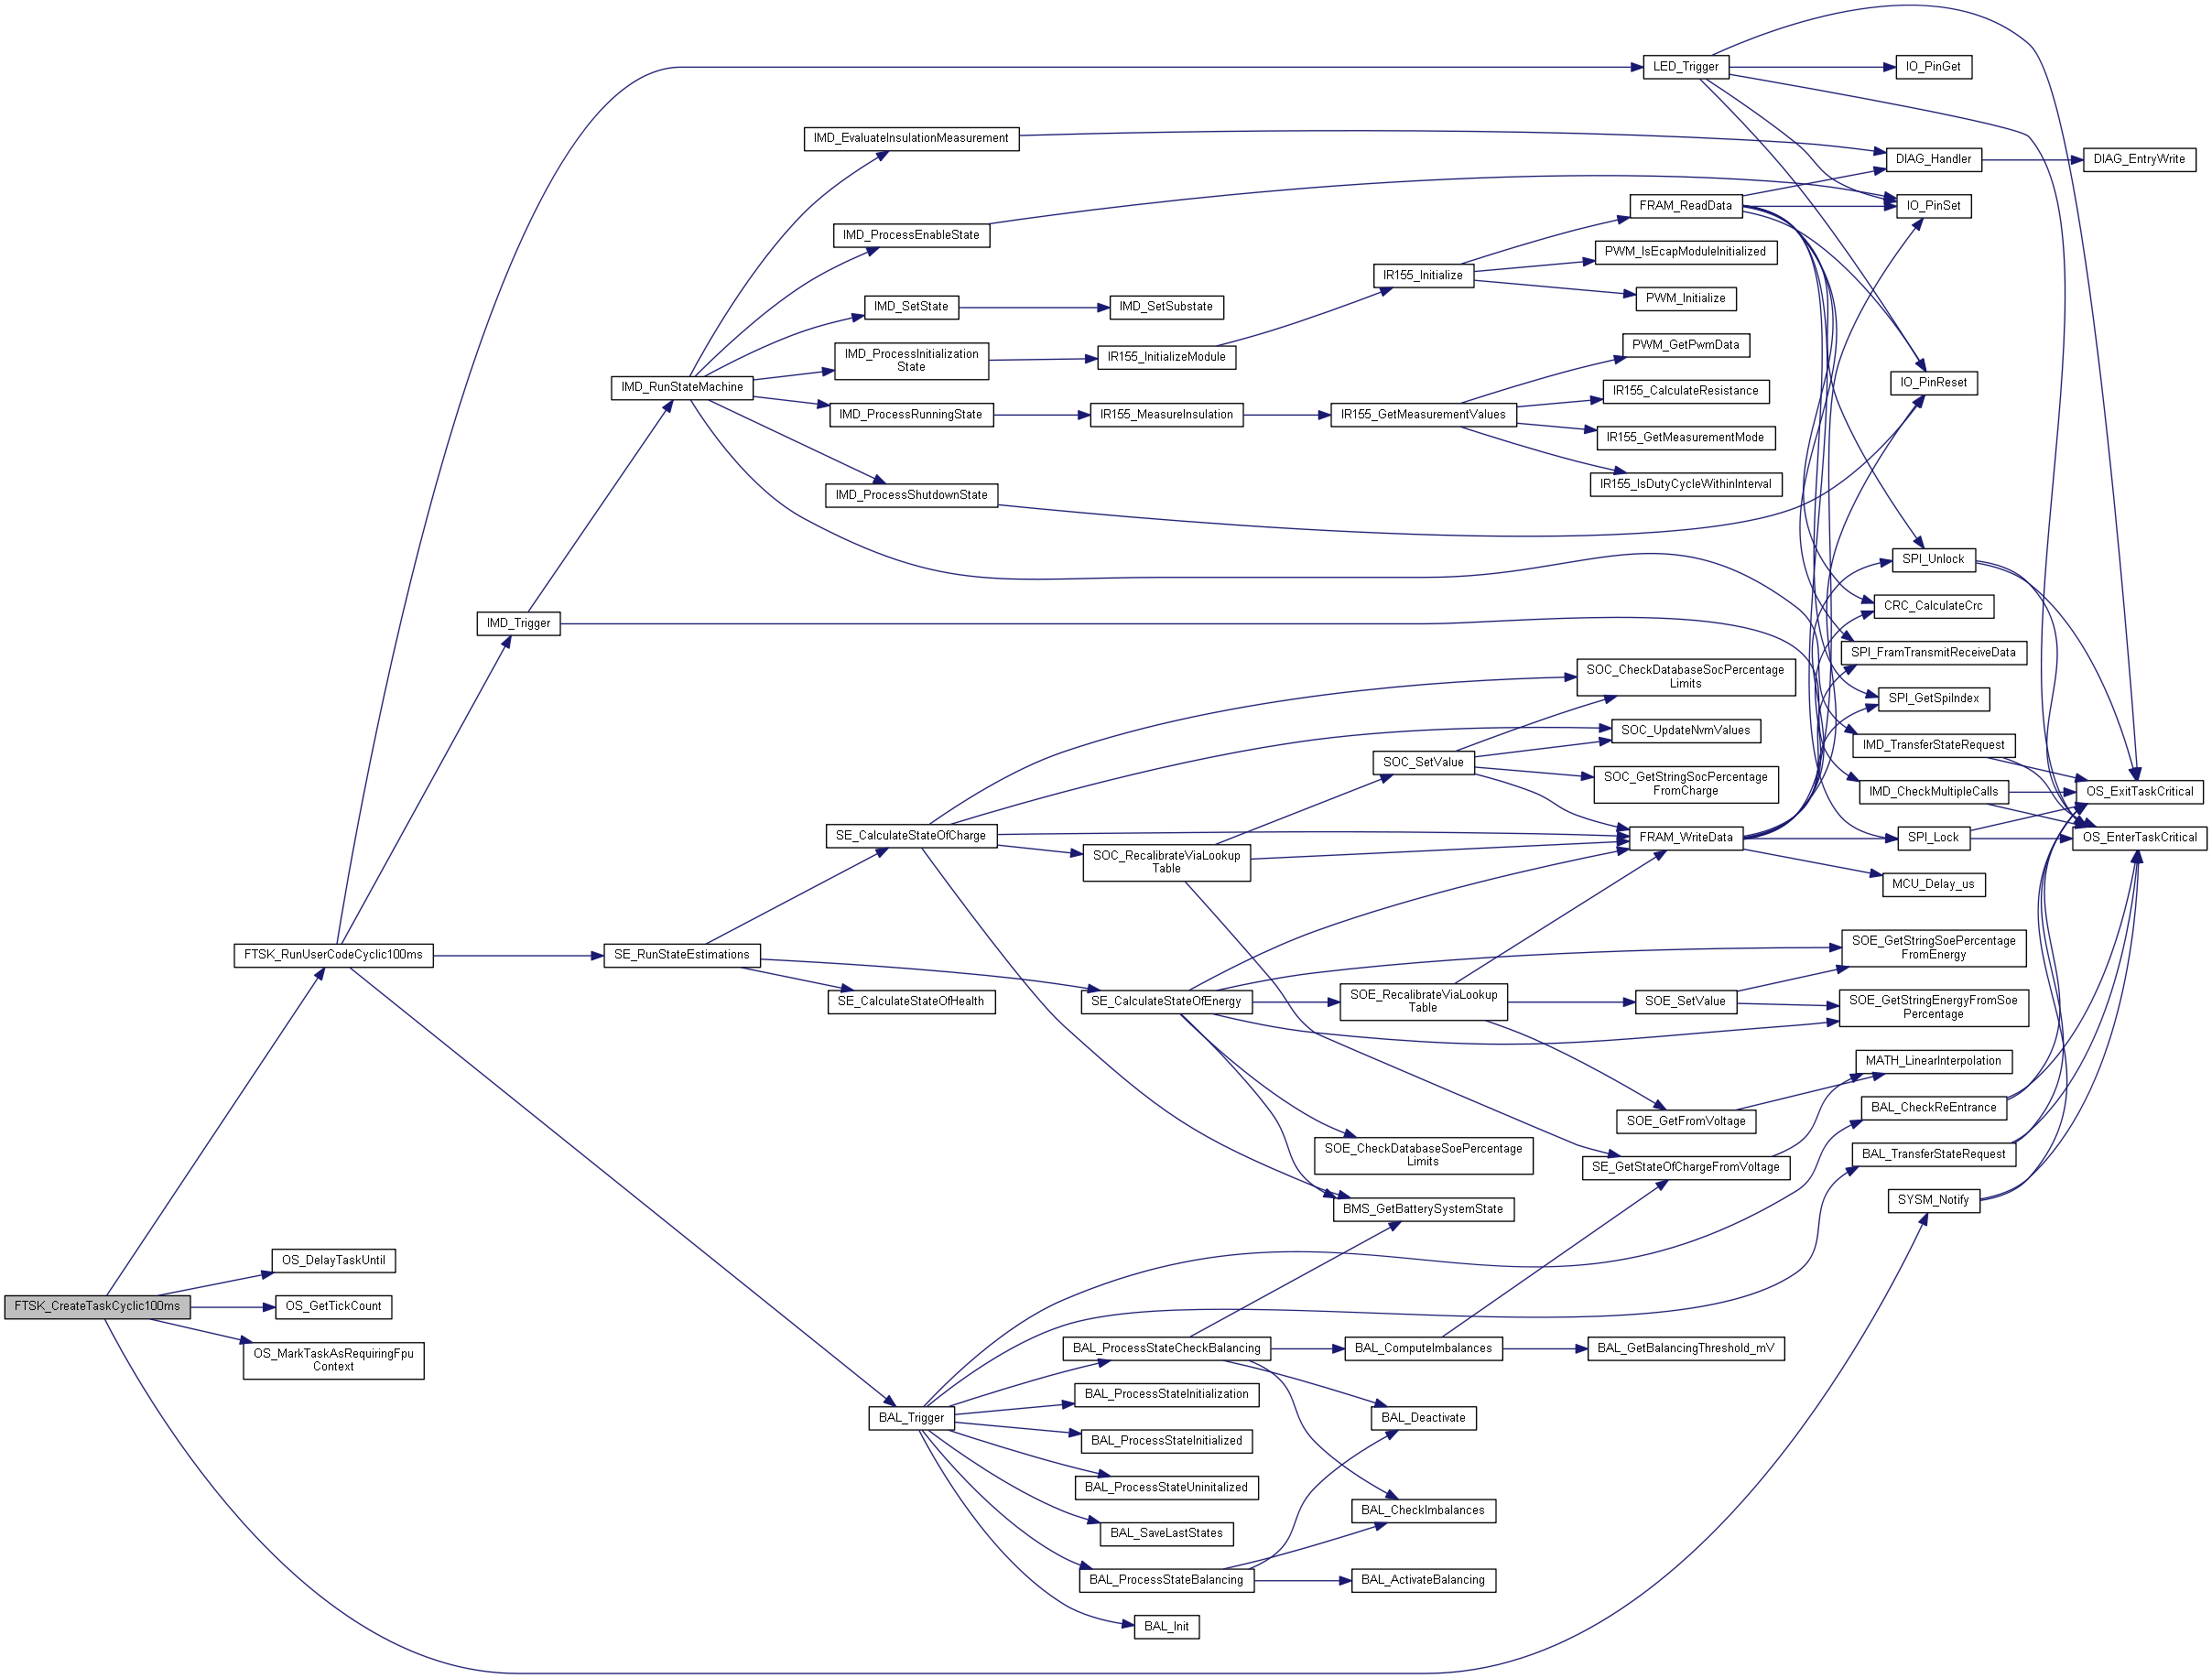 LED_Trigger
IO_PinGet
IMD_EvaluateInsulationMeasurement
DIAG_Handler
DIAG_EntryWrite
FRAM_ReadData
IO_PinSet
IMD_ProcessEnableState
PWM_IsEcapModuleInitialized
IR155_Initialize
PWM_Initialize
IMD_SetState
IMD_SetSubstate
IMD_ProcessInitialization
State
IR155_InitializeModule
PWM_GetPwmData
IMD_RunStateMachine
IO_PinReset
IR155_CalculateResistance
IMD_ProcessRunningState
IR155_MeasureInsulation
IR155_GetMeasurementValues
IR155_GetMeasurementMode
IR155_IsDutyCycleWithinInterval
IMD_ProcessShutdownState
SPI_Unlock
CRC_CalculateCrc
IMD_Trigger
SPI_FramTransmitReceiveData
SOC_CheckDatabaseSocPercentage
Limits
SPI_GetSpiIndex
SOC_UpdateNvmValues
IMD_TransferStateRequest
SOC_SetValue
SOC_GetStringSocPercentage
FromCharge
IMD_CheckMultipleCalls
OS_ExitTaskCritical
SE_CalculateStateOfCharge
FRAM_WriteData
SPI_Lock
OS_EnterTaskCritical
SOC_RecalibrateViaLookup
Table
MCU_Delay_us
FTSK_RunUserCodeCyclic100ms
SE_RunStateEstimations
SOE_GetStringSoePercentage
FromEnergy
SE_CalculateStateOfHealth
SE_CalculateStateOfEnergy
SOE_RecalibrateViaLookup
Table
SOE_SetValue
SOE_GetStringEnergyFromSoe
Percentage
MATH_LinearInterpolation
BAL_CheckReEntrance
SOE_GetFromVoltage
SOE_CheckDatabaseSoePercentage
Limits
BAL_TransferStateRequest
SE_GetStateOfChargeFromVoltage
SYSM_Notify
BMS_GetBatterySystemState
OS_DelayTaskUntil
FTSK_CreateTaskCyclic100ms
OS_GetTickCount
OS_MarkTaskAsRequiringFpu
Context
BAL_ProcessStateCheckBalancing
BAL_ComputeImbalances
BAL_GetBalancingThreshold_mV
BAL_ProcessStateInitialization
BAL_Trigger
BAL_Deactivate
BAL_ProcessStateInitialized
BAL_ProcessStateUninitalized
BAL_CheckImbalances
BAL_SaveLastStates
BAL_ProcessStateBalancing
BAL_ActivateBalancing
BAL_Init